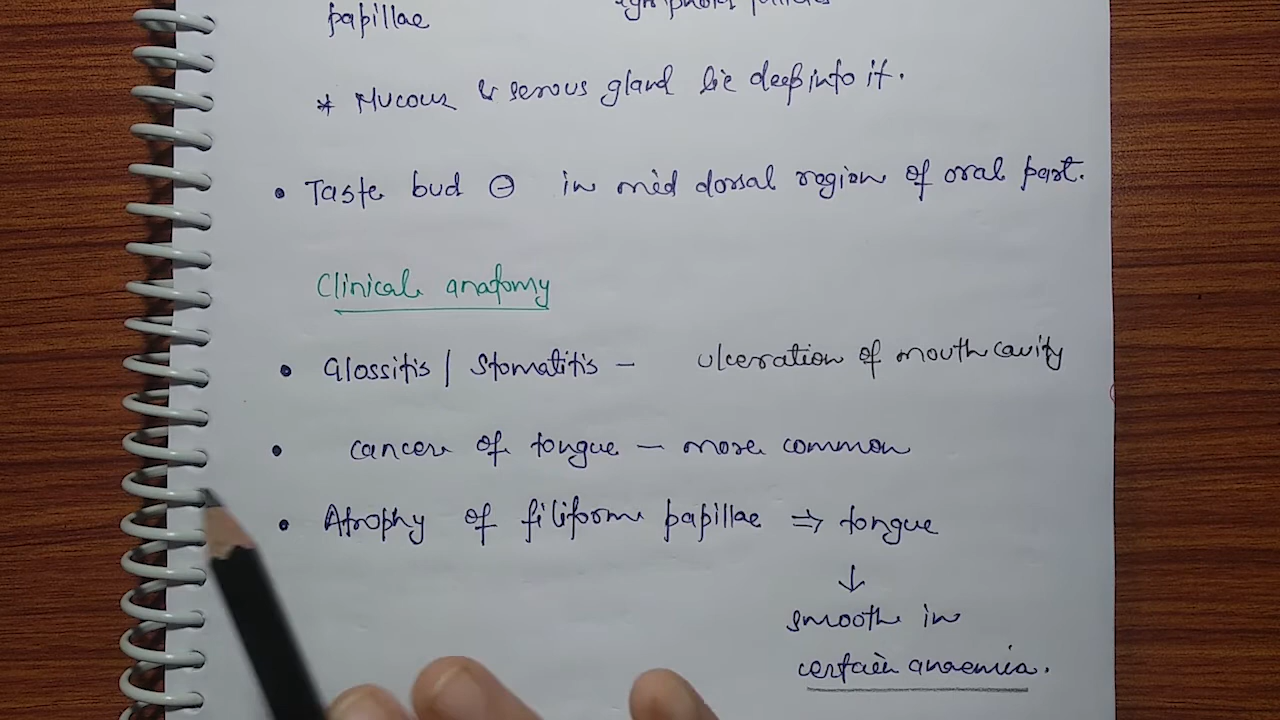 papillae lymphoid follicles
* Mucous & serous gland lie deep into it.
• Taste bud ⊖ in mid dorsal region of oral part.
Clinical anatomy
• Glossitis / Stomatitis – ulceration of mouth cavity
• cancer of tongue – more common
• Atrophy of filiform papillae ⇒ tongue
↓
smooth in
certain anaemia.